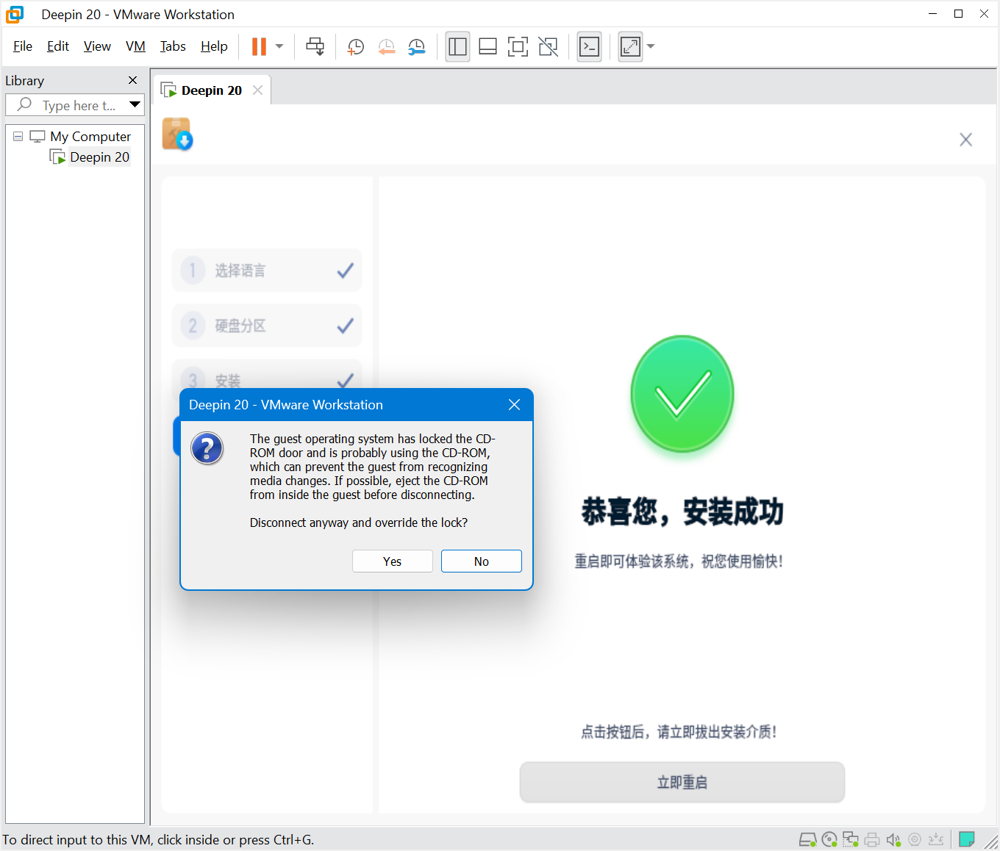 Deepin 20 - VMware Workstation
File Edit View VM Tabs Help
Library
Deepin 20
Type here t...
My Computer
Deepin 20
1 选择语言
2 硬盘分区
3 安装
Deepin 20 - VMware Workstation
The guest operating system has locked the CD-
ROM door and is probably using the CD-ROM,
which can prevent the guest from recognizing
media changes. If possible, eject the CD-ROM
from inside the guest before disconnecting.
Disconnect anyway and override the lock?
Yes No
恭喜您，安装成功
重启即可体验该系统，祝您使用愉快！
点击按钮后，请立即拔出安装介质！
立即重启
To direct input to this VM, click inside or press Ctrl+G.